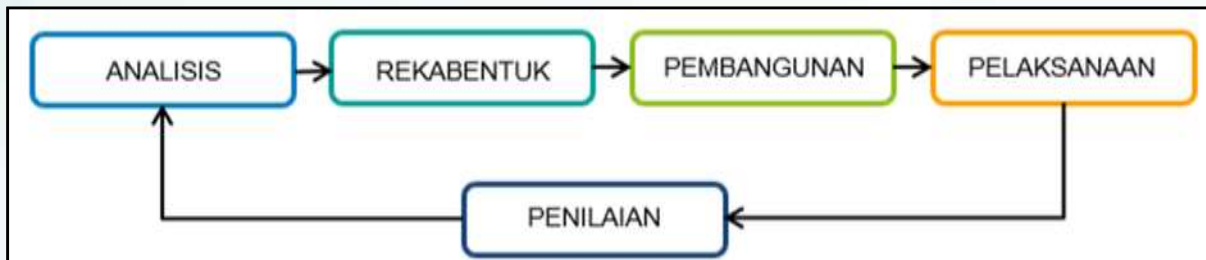 ANALISIS
REKABENTUK
PEMBANGUNAN
PELAKSANAAN
PENILAIAN